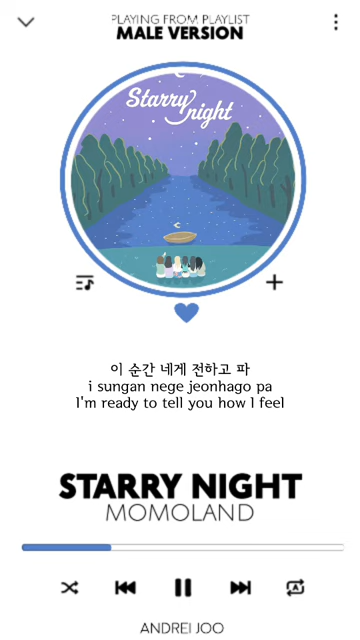 PLAYING FROM PLAYLIST
MALE VERSION
Starry
night
이 순간 네게 전하고 파
i sungan nege jeonhago pa
I'm ready to tell you how I feel
STARRY NIGHT
MOMOLAND
A
ANDREI JOO